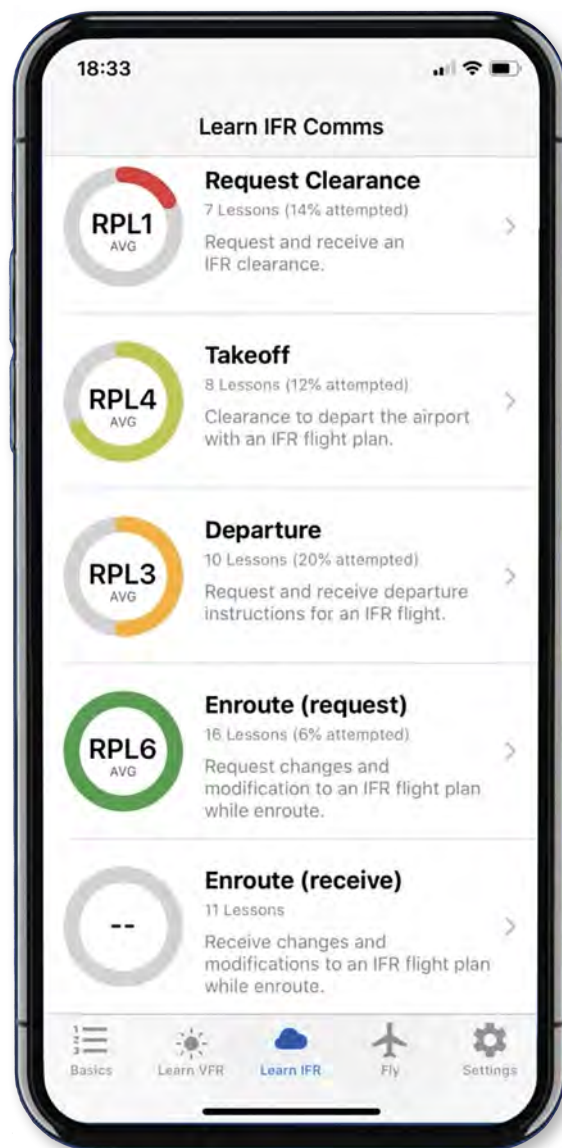 18:33
Learn IFR Comms
RPL1
AVG
Request Clearance
7 Lessons (14% attempted)
Request and receive an
IFR clearance.
RPL4
AVG
Takeoff
8 Lessons (12% attempted)
Clearance to depart the airport
with an IFR flight plan.
RPL3
AVG
Departure
10 Lessons (20% attempted)
Request and receive departure
instructions for an IFR flight.
RPL6
AVG
Enroute (request)
16 Lessons (6% attempted)
Request changes and
modification to an IFR flight plan
while enroute.
--
Enroute (receive)
11 Lessons
Receive changes and
modifications to an IFR flight plan
while enroute.
1
2
3
Basics
Learn VFR
Learn IFR
Fly
Settings